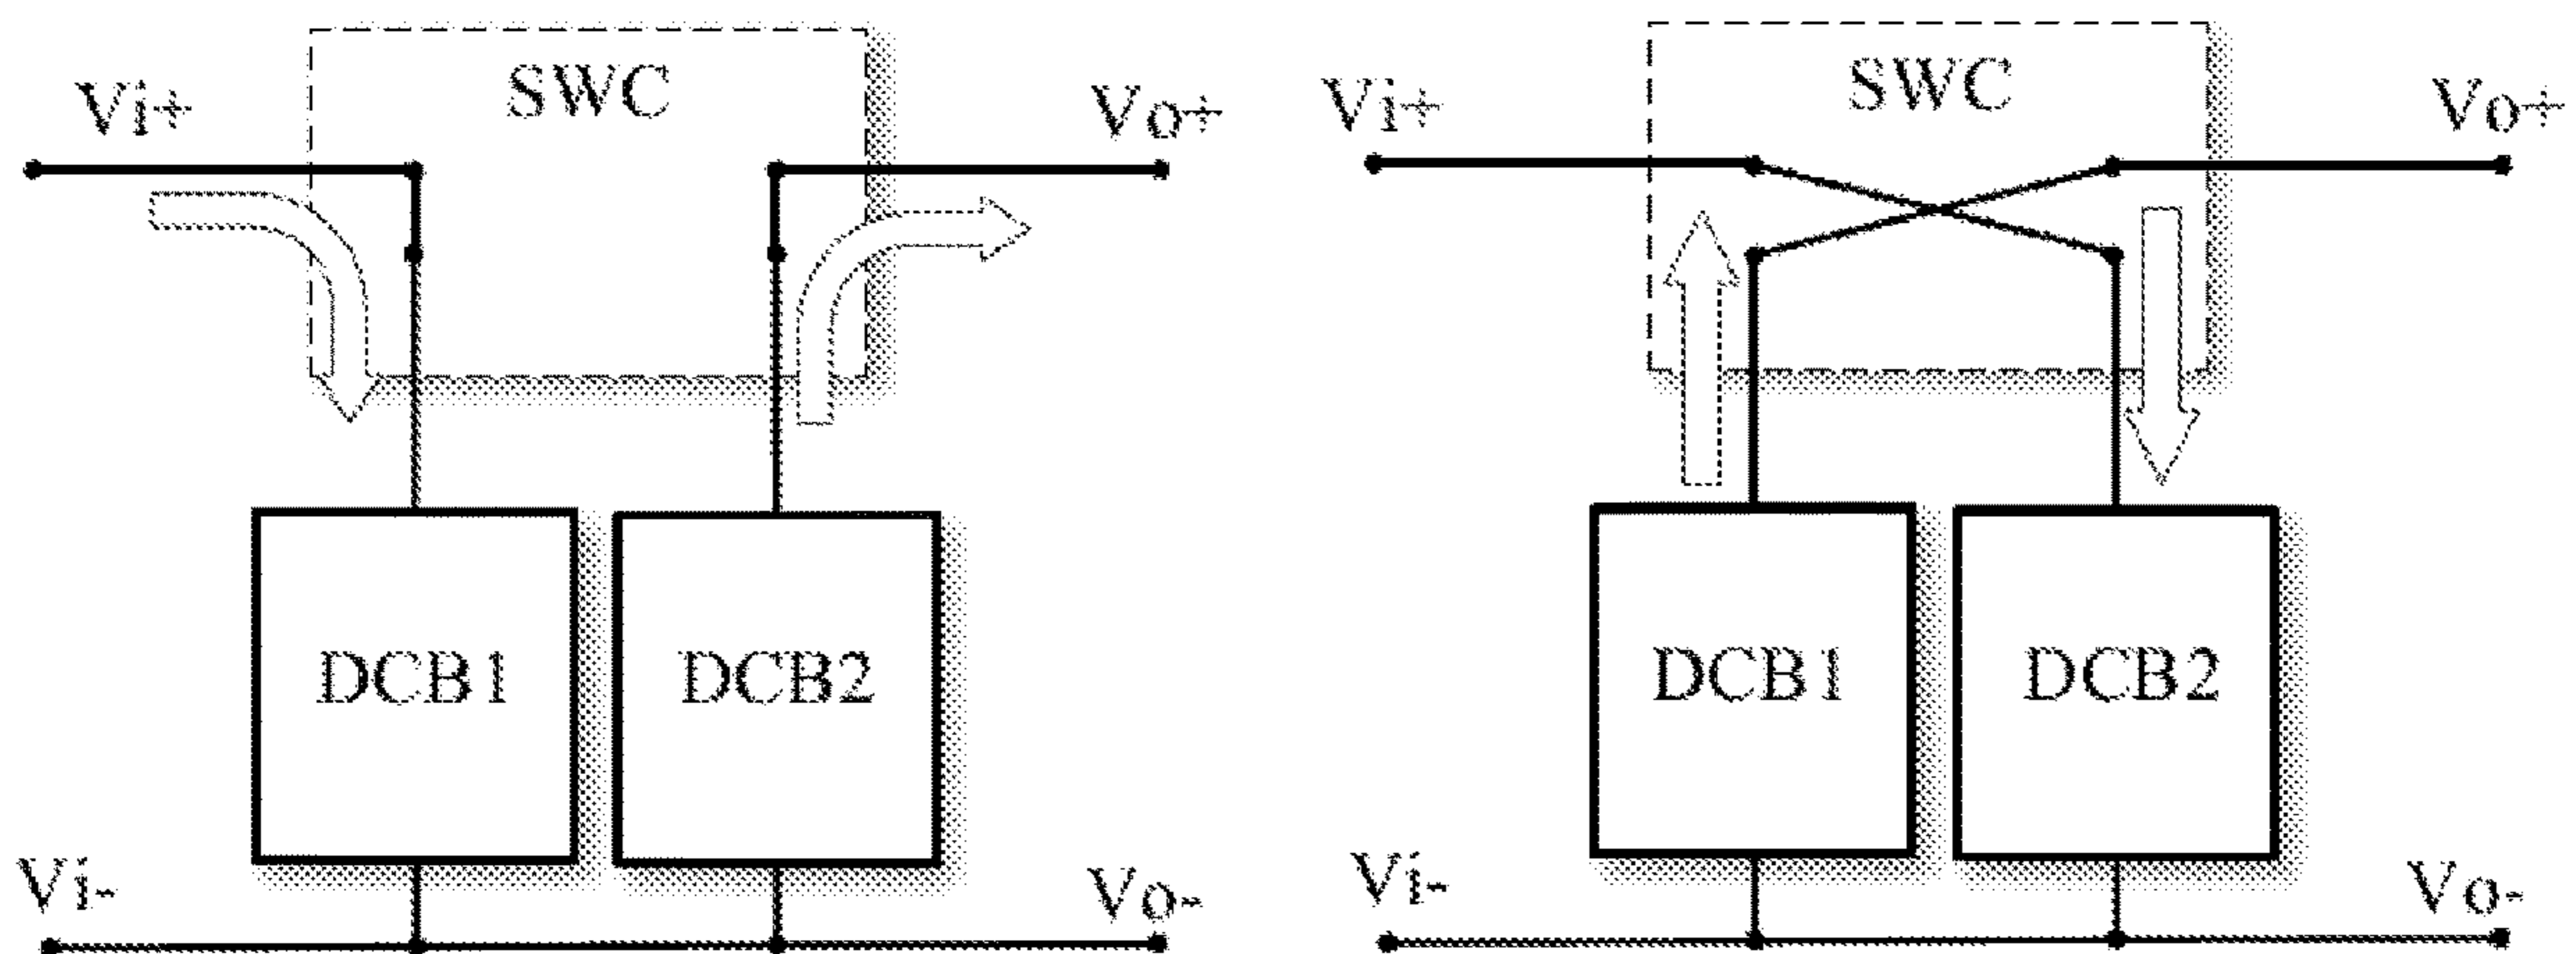 SWC
Vi+
Vo+
DCB1
DCB2
Vi-
Vo-
SWC
Vi+
Vo+
DCB1
DCB2
Vi-
Vo-